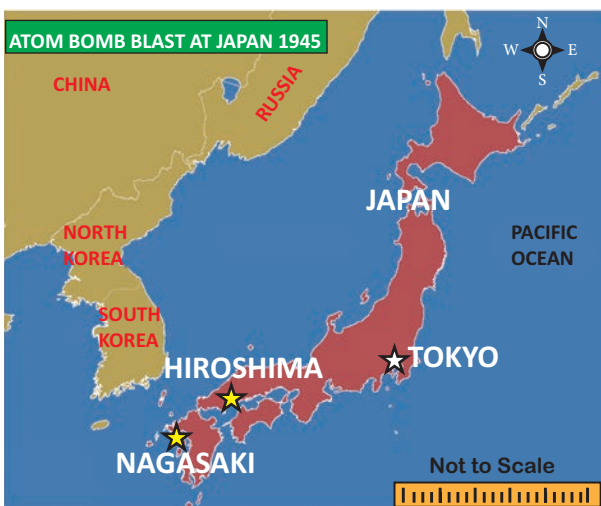 ATOM BOMB BLAST AT JAPAN 1945
N
W E
S
CHINA
RUSSIA
JAPAN
NORTH
KOREA
PACIFIC
OCEAN
SOUTH
KOREA
HIROSHIMA
TOKYO
NAGASAKI
Not to Scale